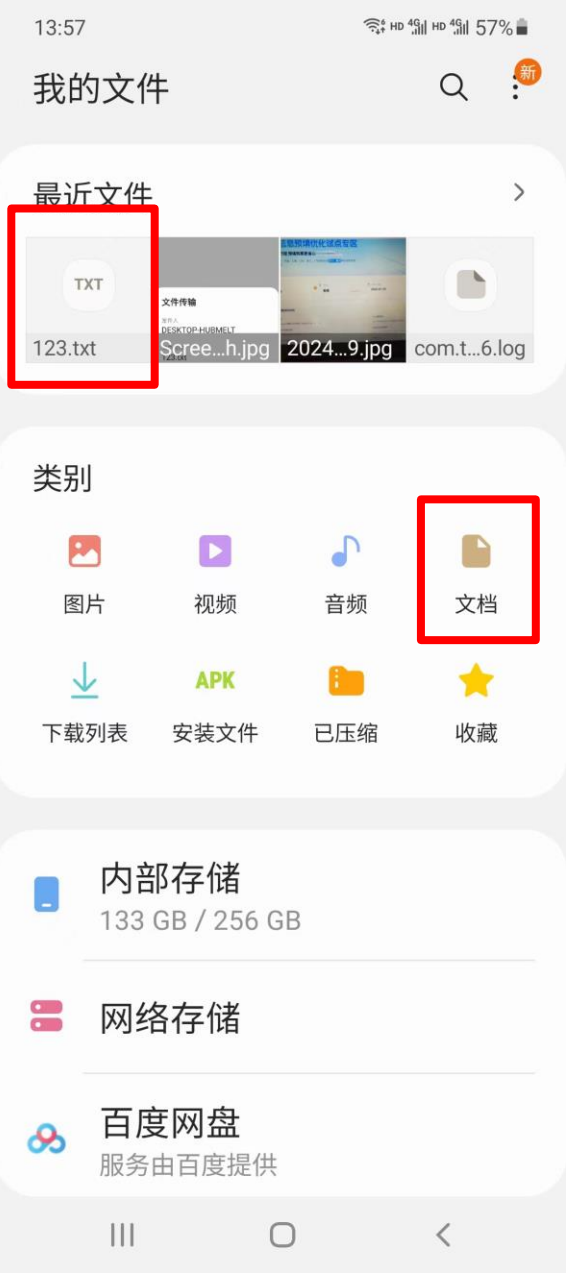 13:57
HD 4G HD 4G 57%
我的文件
新
最近文件
TXT
文件传输
发件人
DESKTOP-HUBMELT
123.txt
Scree...h.jpg
2024...9.jpg
com.t...6.log
类别
图片
视频
音频
文档
APK
下载列表
安装文件
已压缩
收藏
内部存储
133 GB / 256 GB
网络存储
百度网盘
服务由百度提供